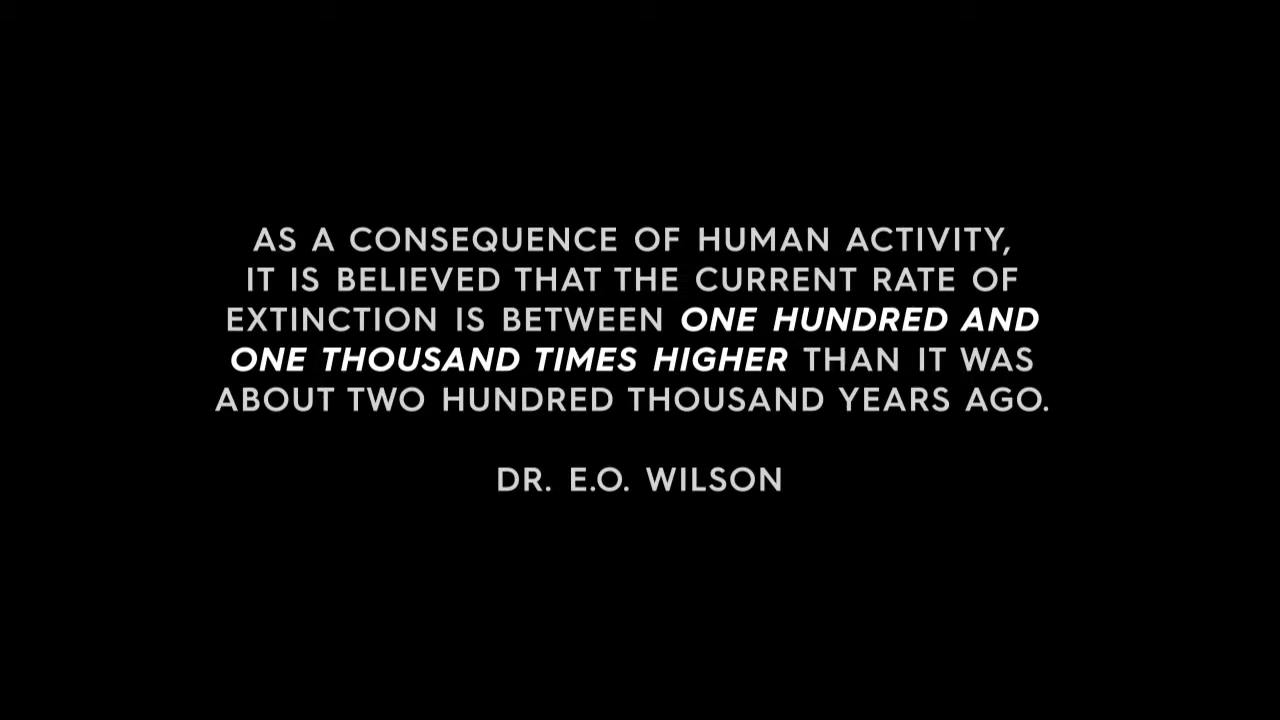 AS A CONSEQUENCE OF HUMAN ACTIVITY,
IT IS BELIEVED THAT THE CURRENT RATE OF
EXTINCTION IS BETWEEN ONE HUNDRED AND
ONE THOUSAND TIMES HIGHER THAN IT WAS
ABOUT TWO HUNDRED THOUSAND YEARS AGO.
DR. E.O. WILSON